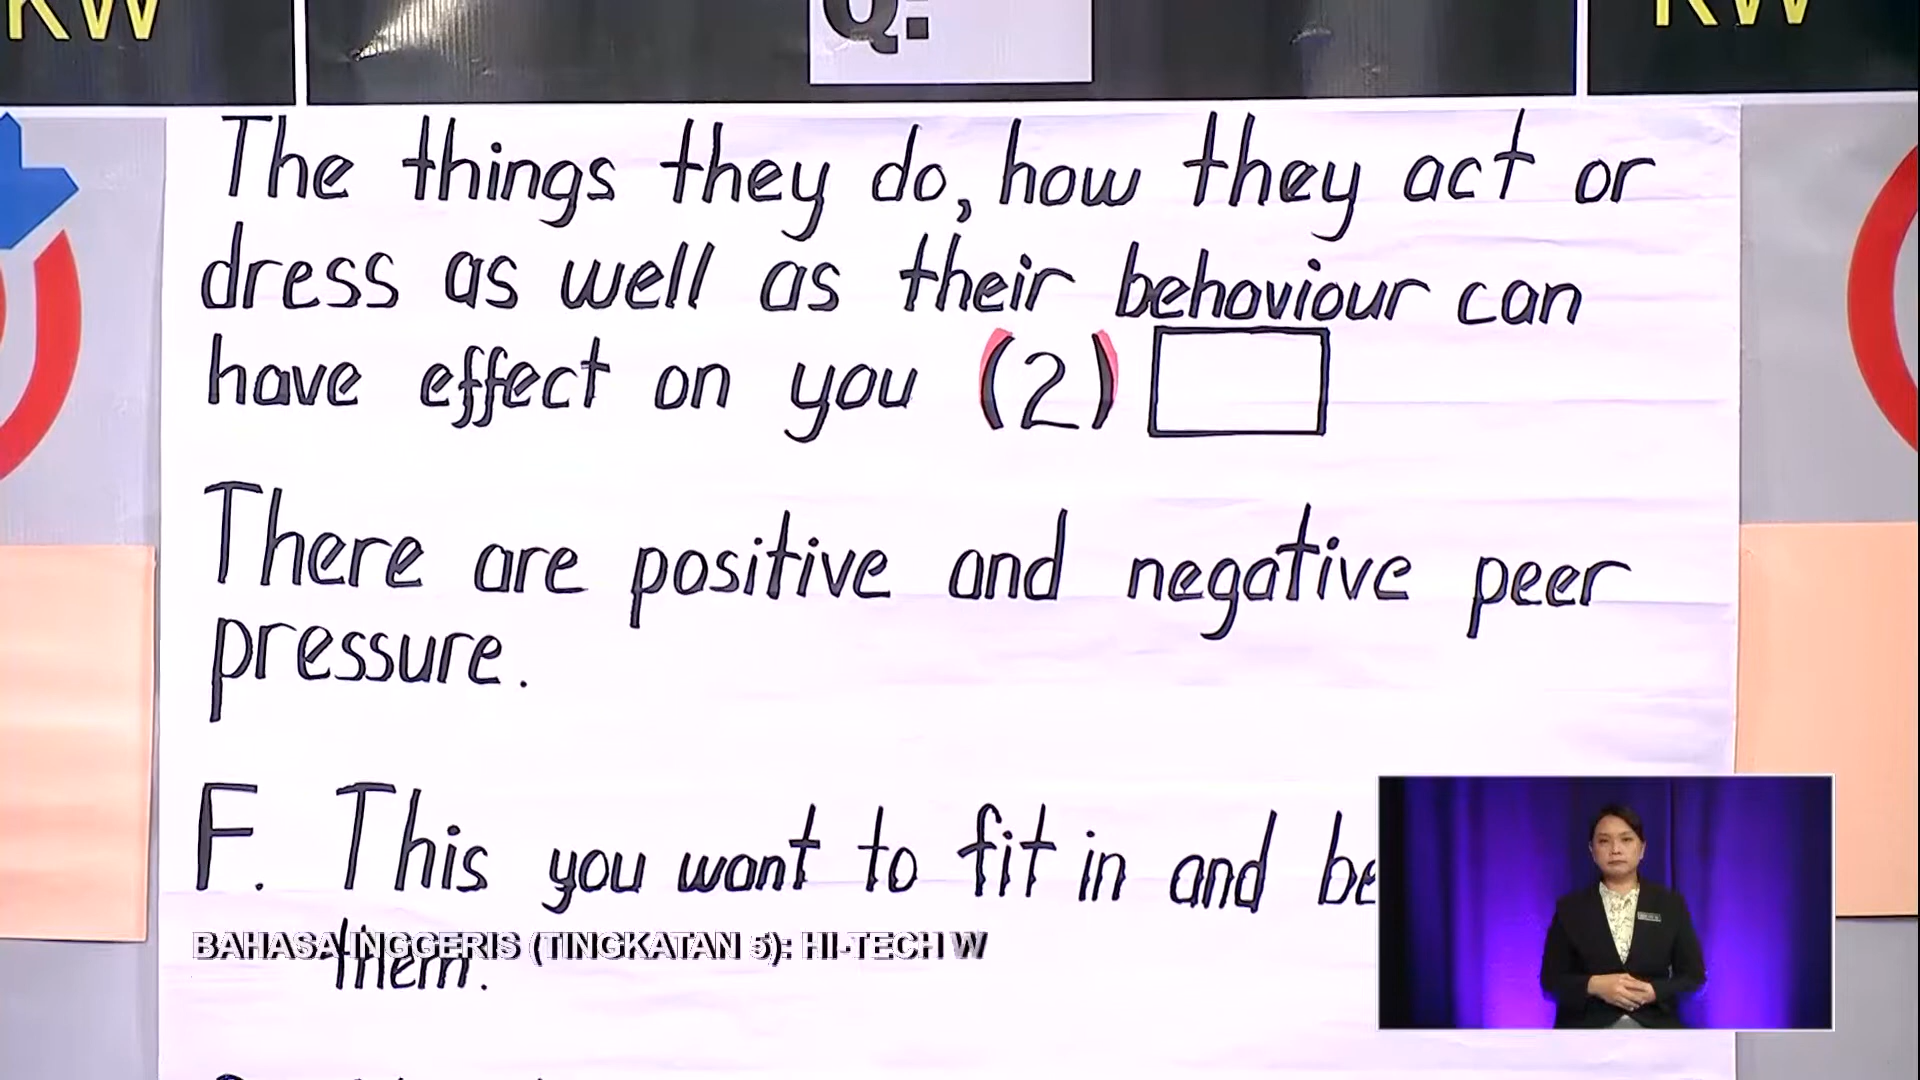 KW
Q:
KW
The things they do, how they act or
dress as well as their behaviour can
have effect on you (2)
There are positive and negative peer
pressure.
F. This you want to fit in and be
them.
BAHASA INGGERIS (TINGKATAN 5): HI-TECH W